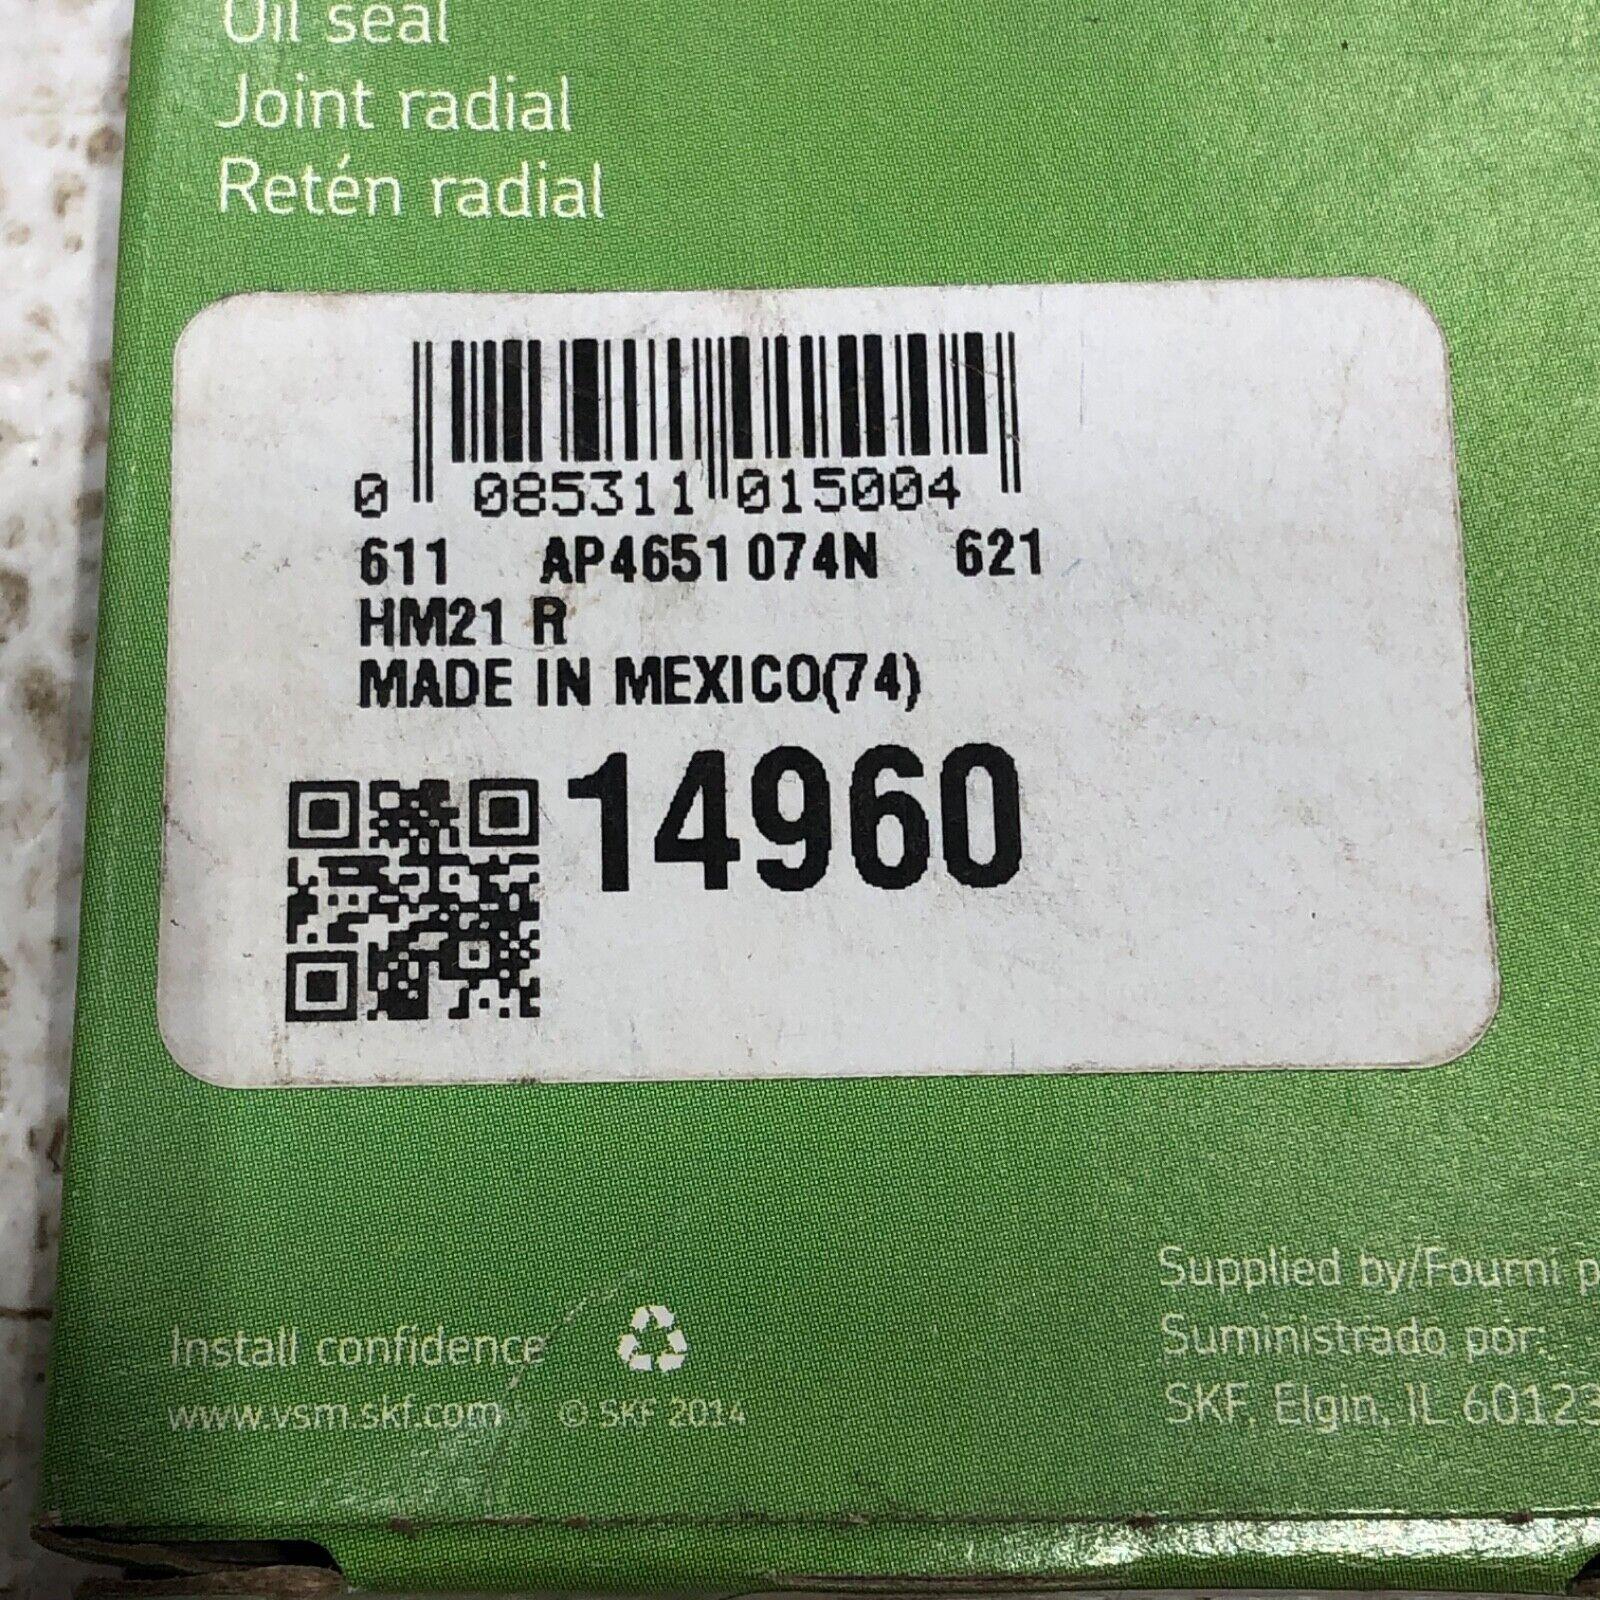 Oil seal
Joint radial
Retén radial
0 085311 015004
611 AP4651 074N 621
HM21 R
MADE IN MEXICO(74)
14960
Supplied by/Fourni p
Suministrado por:
SKF, Elgin, IL 60123
Install confidence
www.vsm.skf.com © SKF 2014